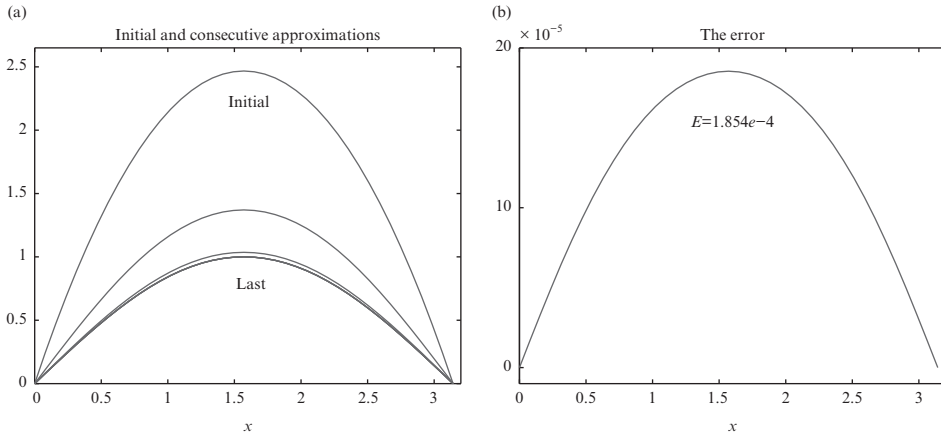 (a)
Initial and consecutive approximations
2.5
2
1.5
1
0.5
0
Initial
Last
0 0.5 1 1.5 2 2.5 3
x
(b)
× 10−5
The error
20
10
0
E=1.854e−4
0 0.5 1 1.5 2 2.5 3
x